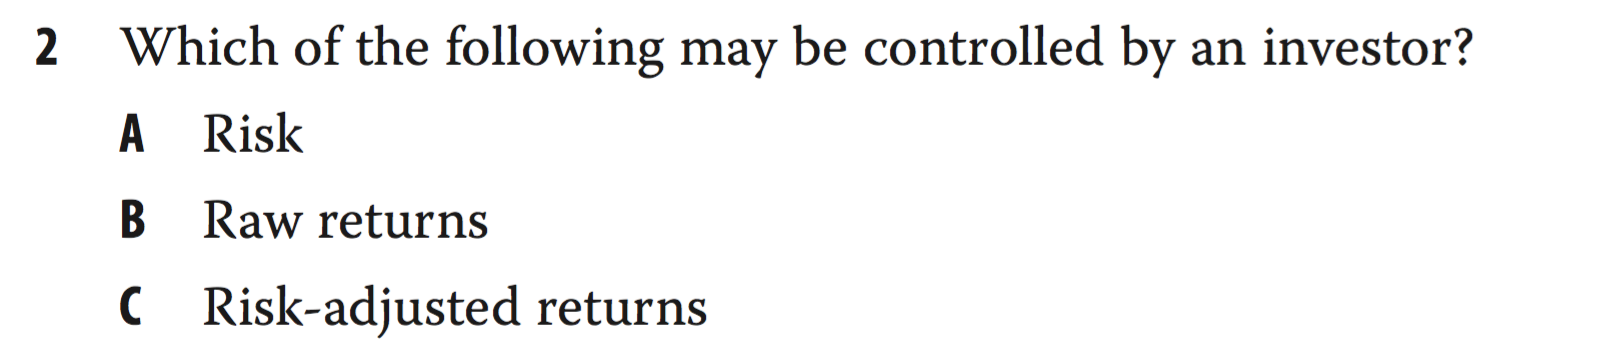 2 Which of the following may be controlled by an investor?
A Risk
B Raw returns
C Risk-adjusted returns